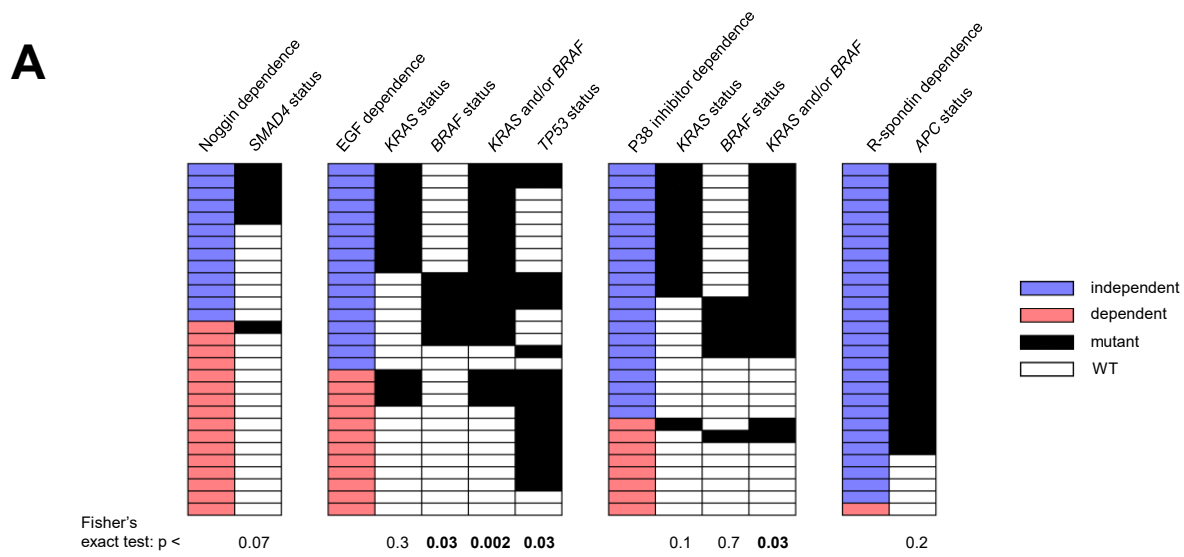 A
Noggin dependence
SMAD4 status
EGF dependence
KRAS status
BRAF status
KRAS and/or BRAF
TP53 status
P38 inhibitor dependence
KRAS status
BRAF status
KRAS and/or BRAF
R-spondin dependence
APC status
independent
dependent
mutant
WT
Fisher’s
exact test: p < 0.07 0.3 0.03 0.002 0.03 0.1 0.7 0.03 0.2